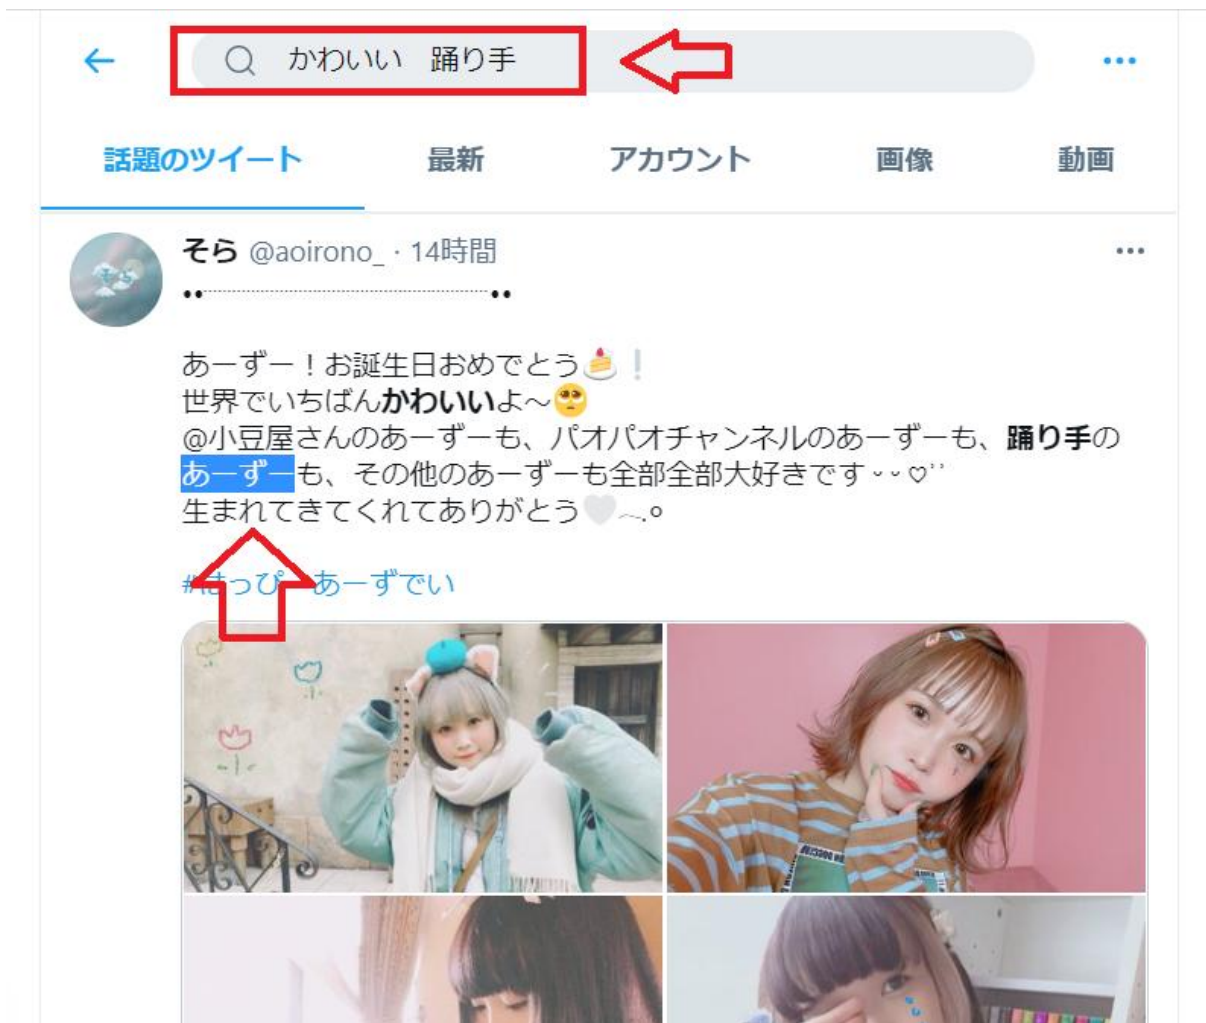 かわいい　踊り手
話題のツイート 最新 アカウント 画像 動画
そら @aoirono_ · 14時間
あーずー！お誕生日おめでとう🍰❕
世界でいちばんかわいいよ〜🥺
@小豆屋さんのあーずーも、パオパオチャンネルのあーずーも、踊り手の
あーずーも、その他のあーずーも全部全部大好きです ᵕ ᵕ ♡''
生まれてきてくれてありがとう🤍︎𓂃 .⚪︎
#はっぴーあーずでい